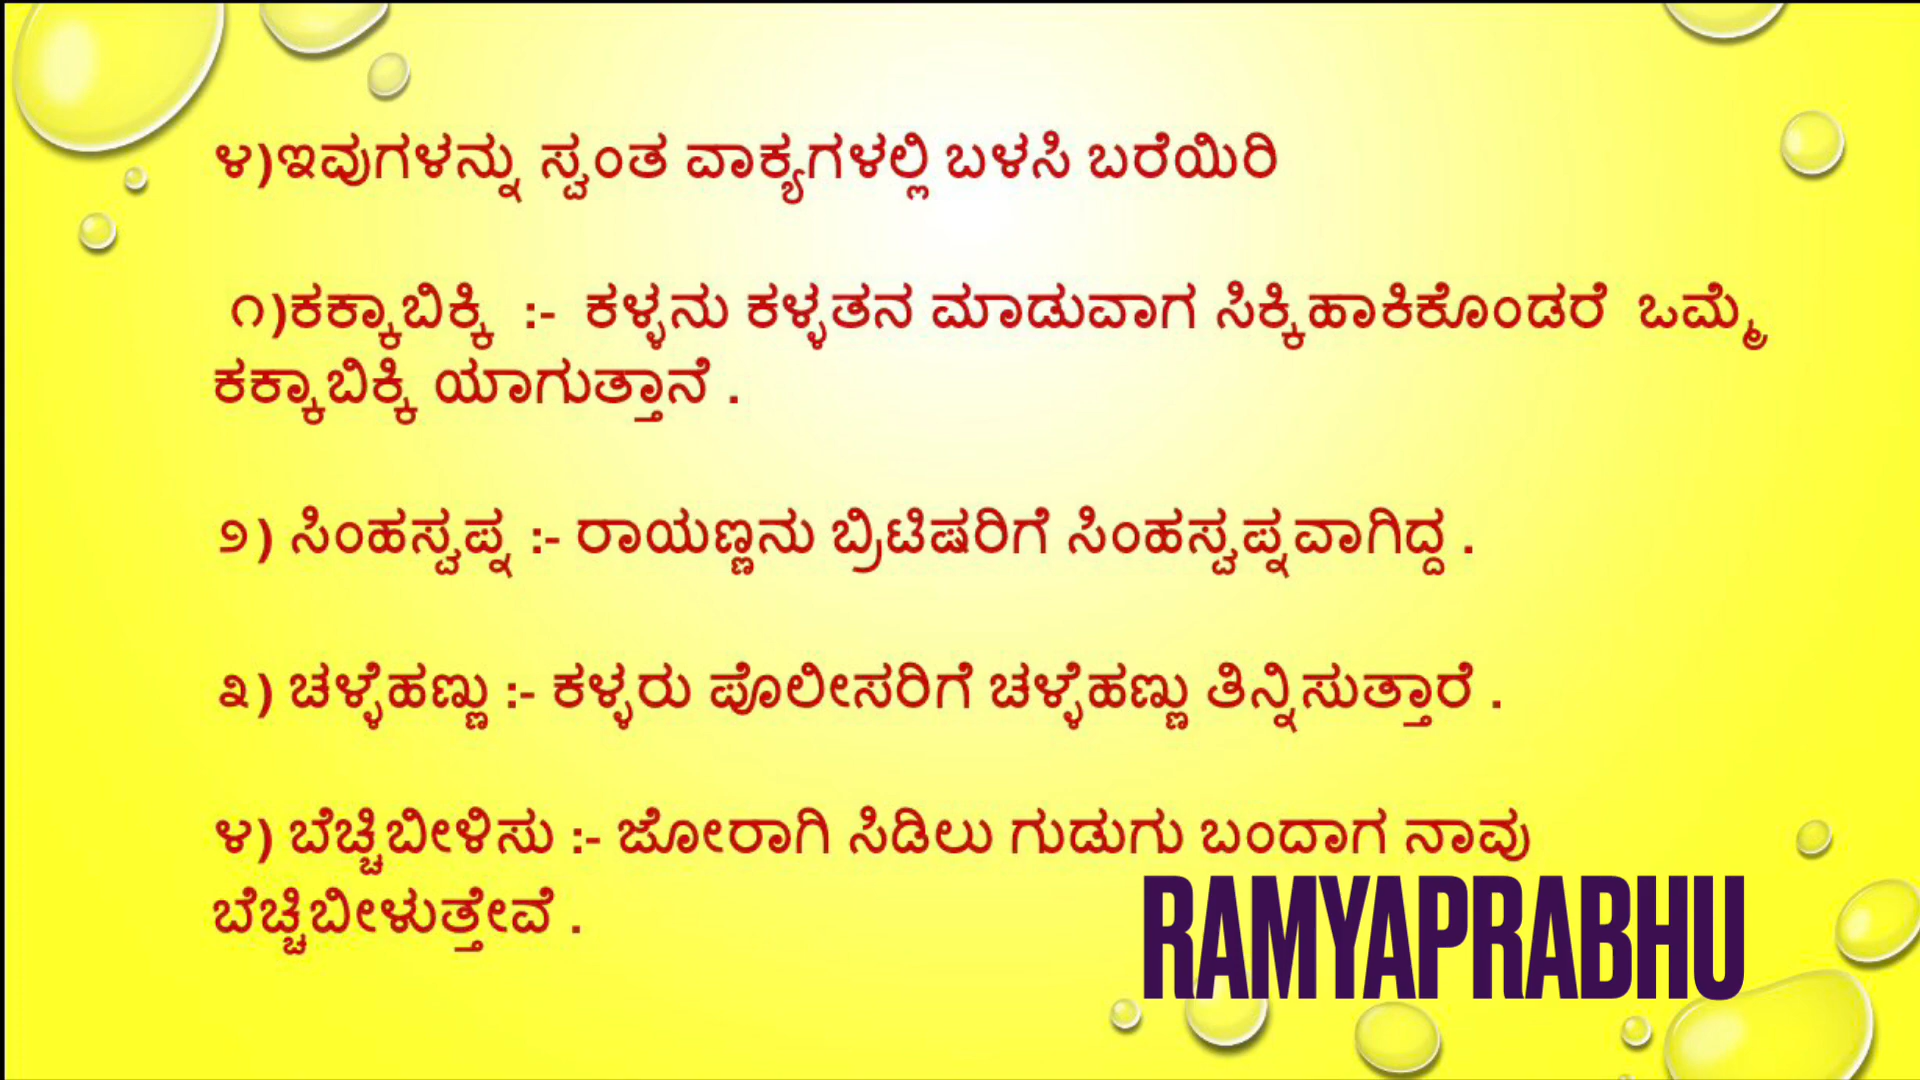 ೪)ಇವುಗಳನ್ನು ಸ್ವಂತ ವಾಕ್ಯಗಳಲ್ಲಿ ಬಳಸಿ ಬರೆಯಿರಿ
೧)ಕಕ್ಕಾಬಿಕ್ಕಿ :- ಕಳ್ಳನು ಕಳ್ಳತನ ಮಾಡುವಾಗ ಸಿಕ್ಕಿಹಾಕಿಕೊಂಡರೆ ಒಮ್ಮೆ
ಕಕ್ಕಾಬಿಕ್ಕಿ ಯಾಗುತ್ತಾನೆ .
೨) ಸಿಂಹಸ್ವಪ್ನ :- ರಾಯಣ್ಣನು ಬ್ರಿಟಿಷರಿಗೆ ಸಿಂಹಸ್ವಪ್ನವಾಗಿದ್ದ .
೩) ಚಳ್ಳೆಹಣ್ಣು :- ಕಳ್ಳರು ಪೊಲೀಸರಿಗೆ ಚಳ್ಳೆಹಣ್ಣು ತಿನ್ನಿಸುತ್ತಾರೆ .
೪) ಬೆಚ್ಚಿಬೀಳಿಸು :- ಜೋರಾಗಿ ಸಿಡಿಲು ಗುಡುಗು ಬಂದಾಗ ನಾವು
ಬೆಚ್ಚಿಬೀಳುತ್ತೇವೆ .
RAMYAPRABHU